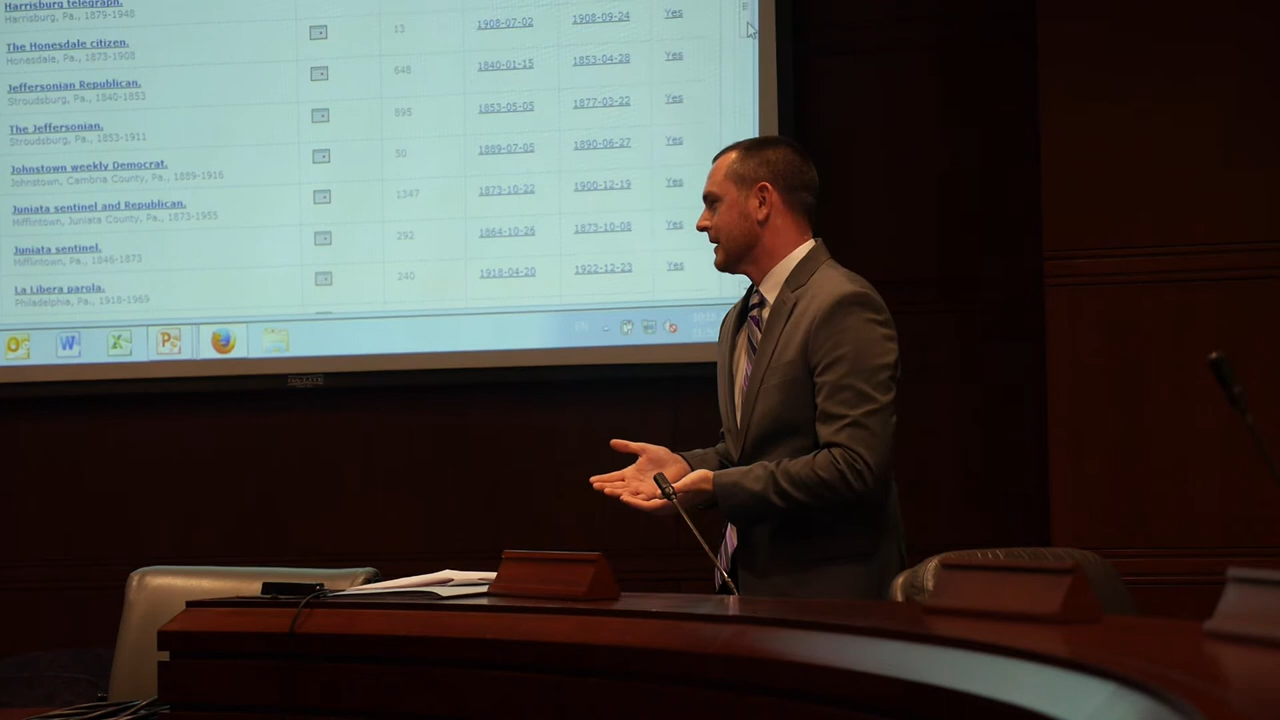 Harrisburg telegraph.
Harrisburg, Pa., 1879-1948
1908-07-02 1908-09-24 Yes
The Honesdale citizen.
13
Honesdale, Pa., 1873-1908
Jeffersonian Republican.
648 1840-01-15 1853-04-28 Yes
Stroudsburg, Pa., 1840-1853
The Jeffersonian.
895 1853-05-05 1877-03-22 Yes
Stroudsburg, Pa., 1853-1911
Johnstown weekly Democrat.
50 1889-07-05 1890-06-27 Yes
Johnstown, Cambria County, Pa., 1889-1916
Juniata sentinel and Republican.
1347 1873-10-22 1900-12-19 Yes
Mifflintown, Juniata County, Pa., 1873-1955
Juniata sentinel.
292 1864-10-26 1873-10-08 Yes
Mifflintown, Pa., 1846-1873
La Libera parola.
240 1918-04-20 1922-12-23 Yes
Philadelphia, Pa., 1918-1969
EN
DA-LITE